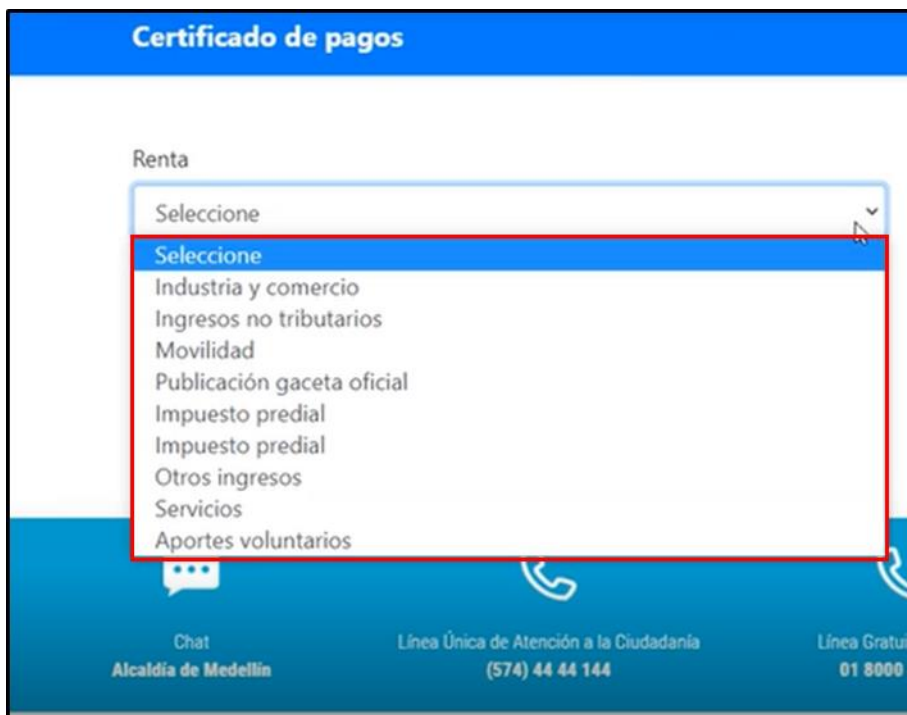 Certificado de pagos
Renta
Seleccione
Seleccione
Industria y comercio
Ingresos no tributarios
Movilidad
Publicación gaceta oficial
Impuesto predial
Impuesto predial
Otros ingresos
Servicios
Aportes voluntarios
Chat
Alcaldía de Medellín
Línea Única de Atención a la Ciudadanía
(574) 44 44 144
Línea
01 8000